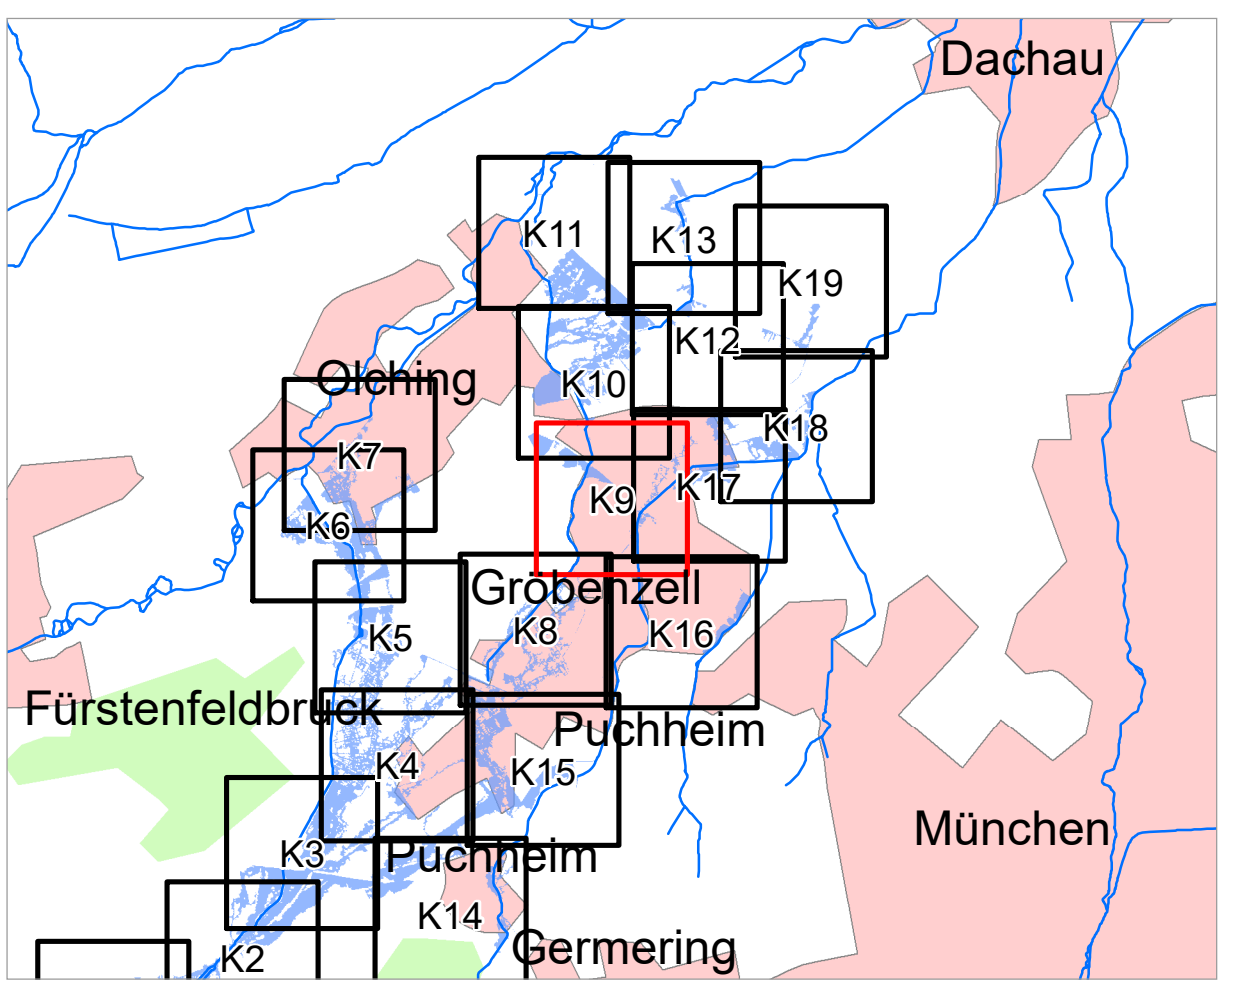 Dachau
K11
K13
K19
K12
Olching
K10
K18
K7
K17
K9
K6
Gröbenzell
K8
K16
K5
Fürstenfeldbruck
Puchheim
K4
K15
München
K3
Puchheim
K14
Germering
K2